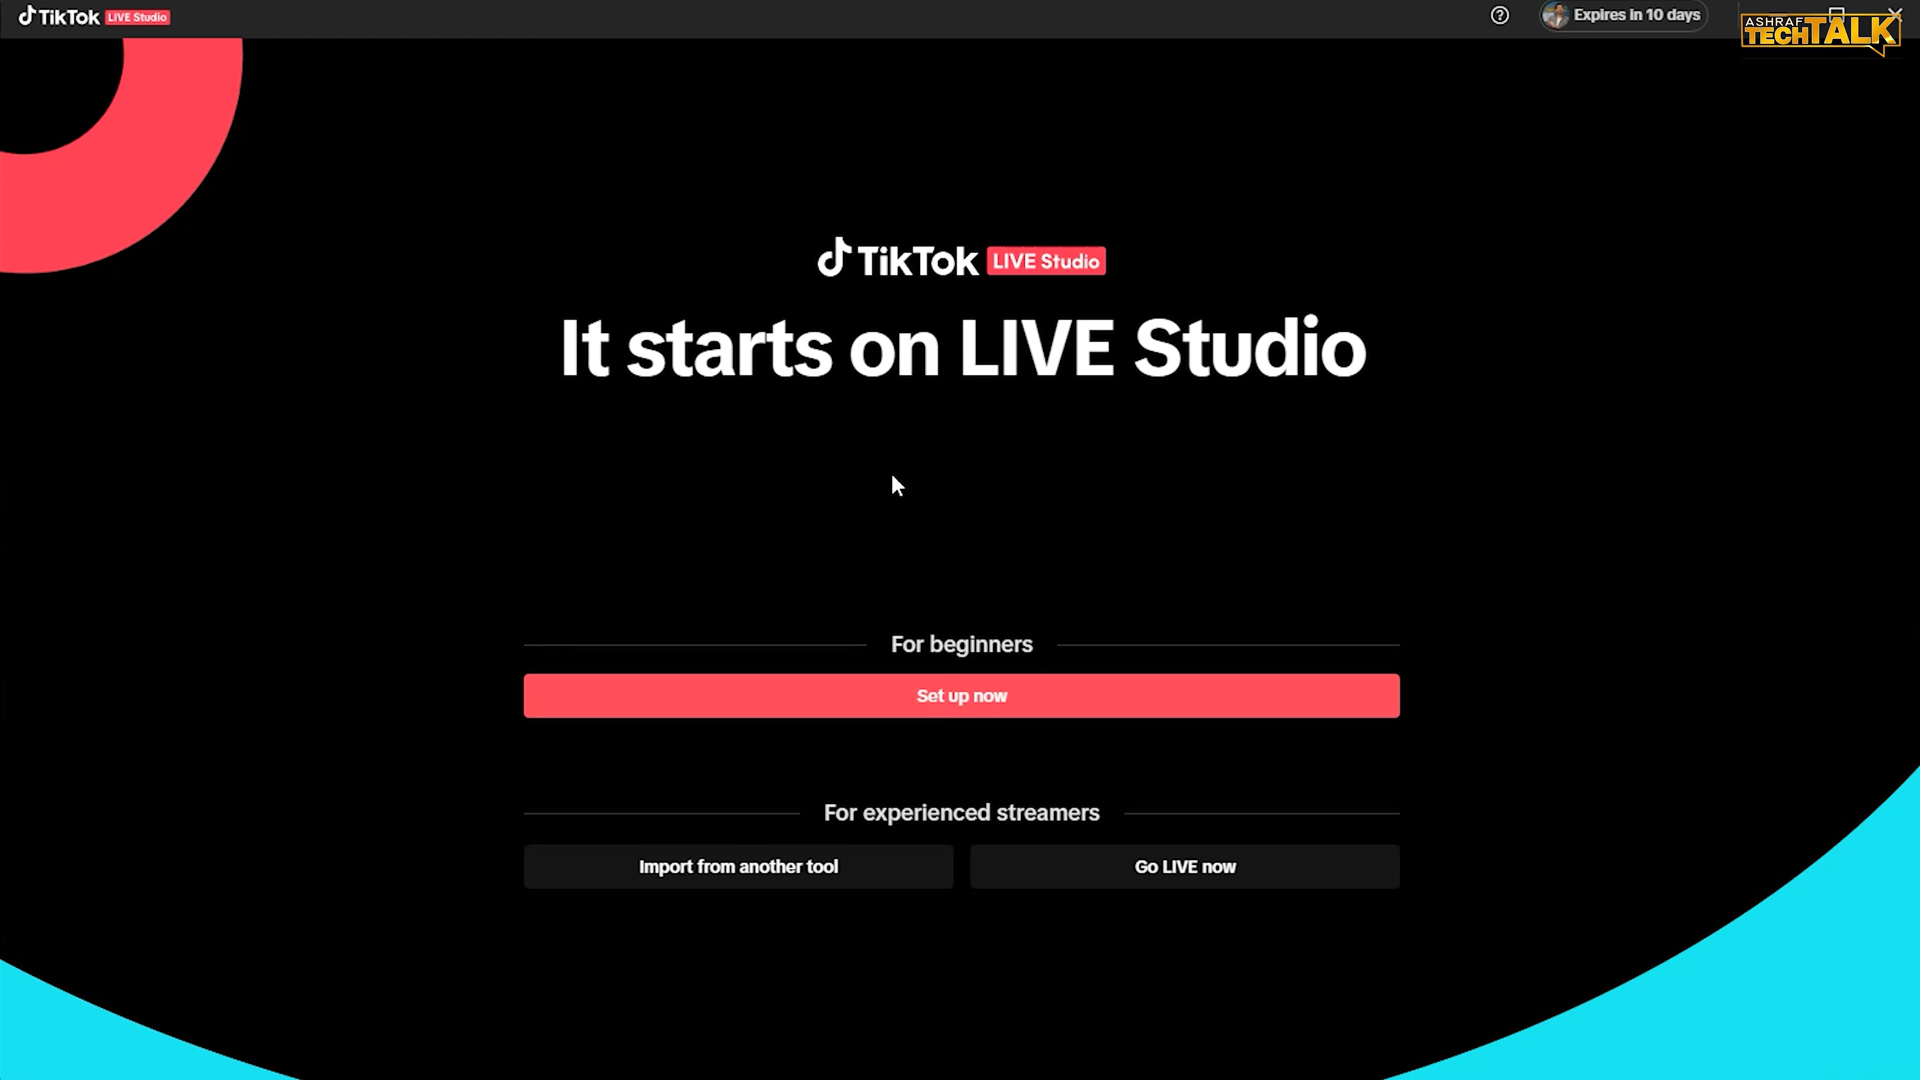 TikTok LIVE Studio
Expires in 10 days
ASHRAF
TECHTALK
TikTok LIVE Studio
It starts on LIVE Studio
For beginners
Set up now
For experienced streamers
Import from another tool
Go LIVE now